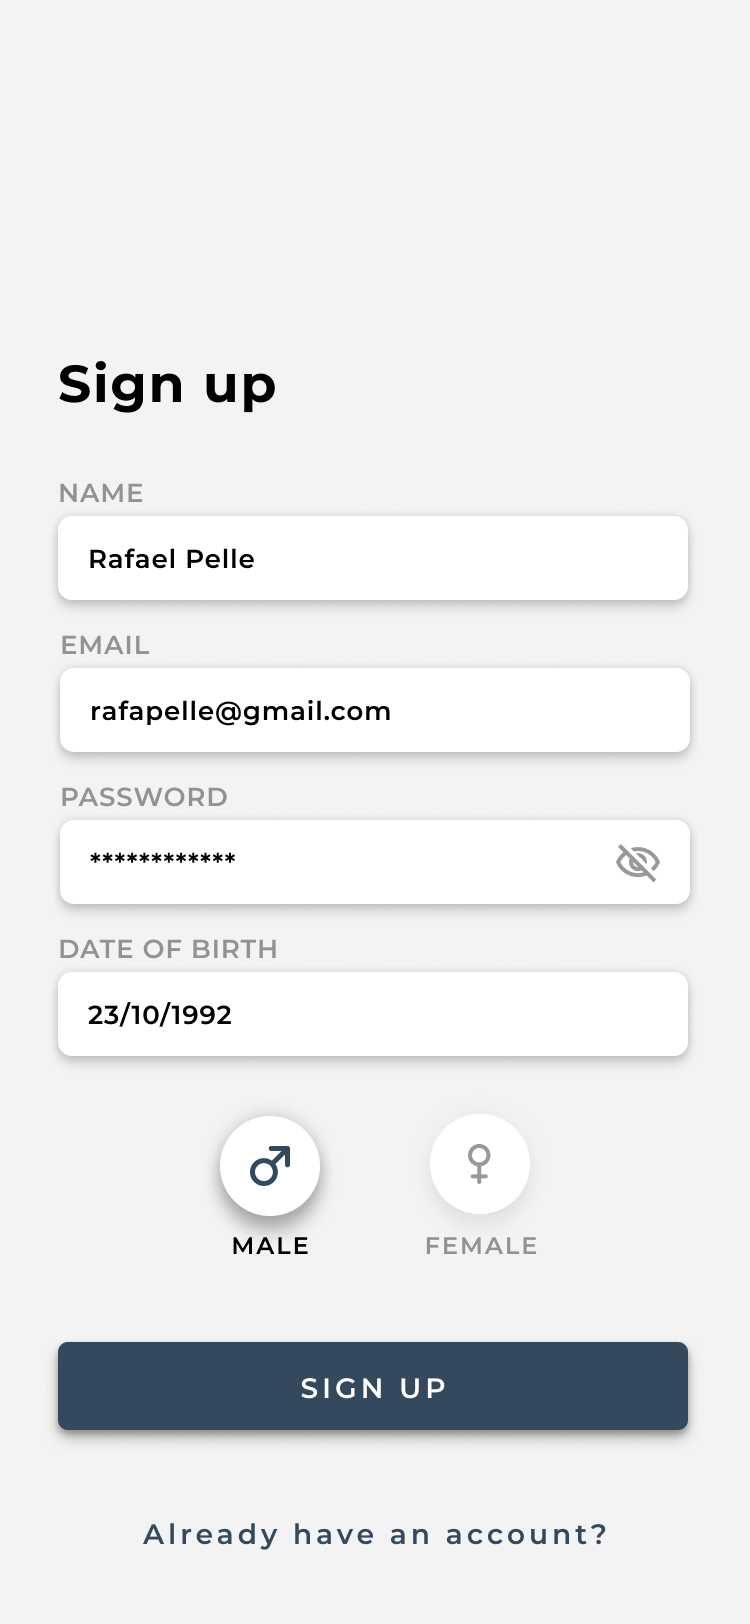 Sign up
NAME
Rafael Pelle
EMAIL
rafapelle@gmail.com
PASSWORD
************
DATE OF BIRTH
23/10/1992
MALE FEMALE
SIGN UP
Already have an account?